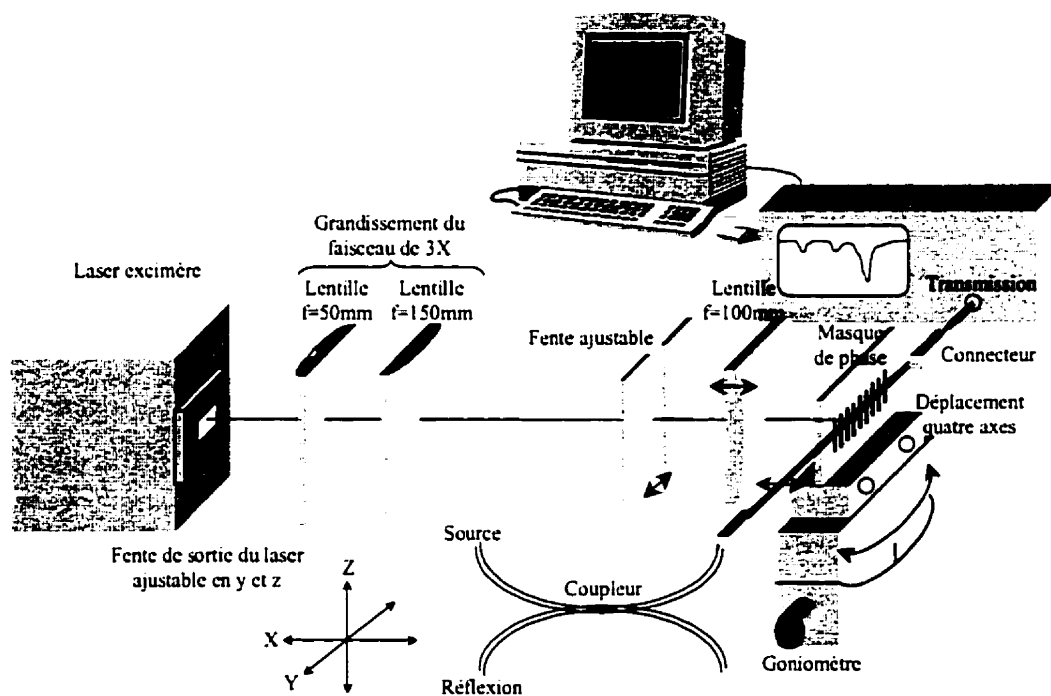 Grandissement du
faisceau de 3X
Laser excimère
Lentille
f=50mm
Lentille
f=150mm
Lentille
f=100mm
Transmission
Fente ajustable
Masque
de phase
Connecteur
Déplacement
quatre axes
Fente de sortie du laser
ajustable en y et z
Source
Coupleur
Z
X
Y
Réflexion
Goniomètre